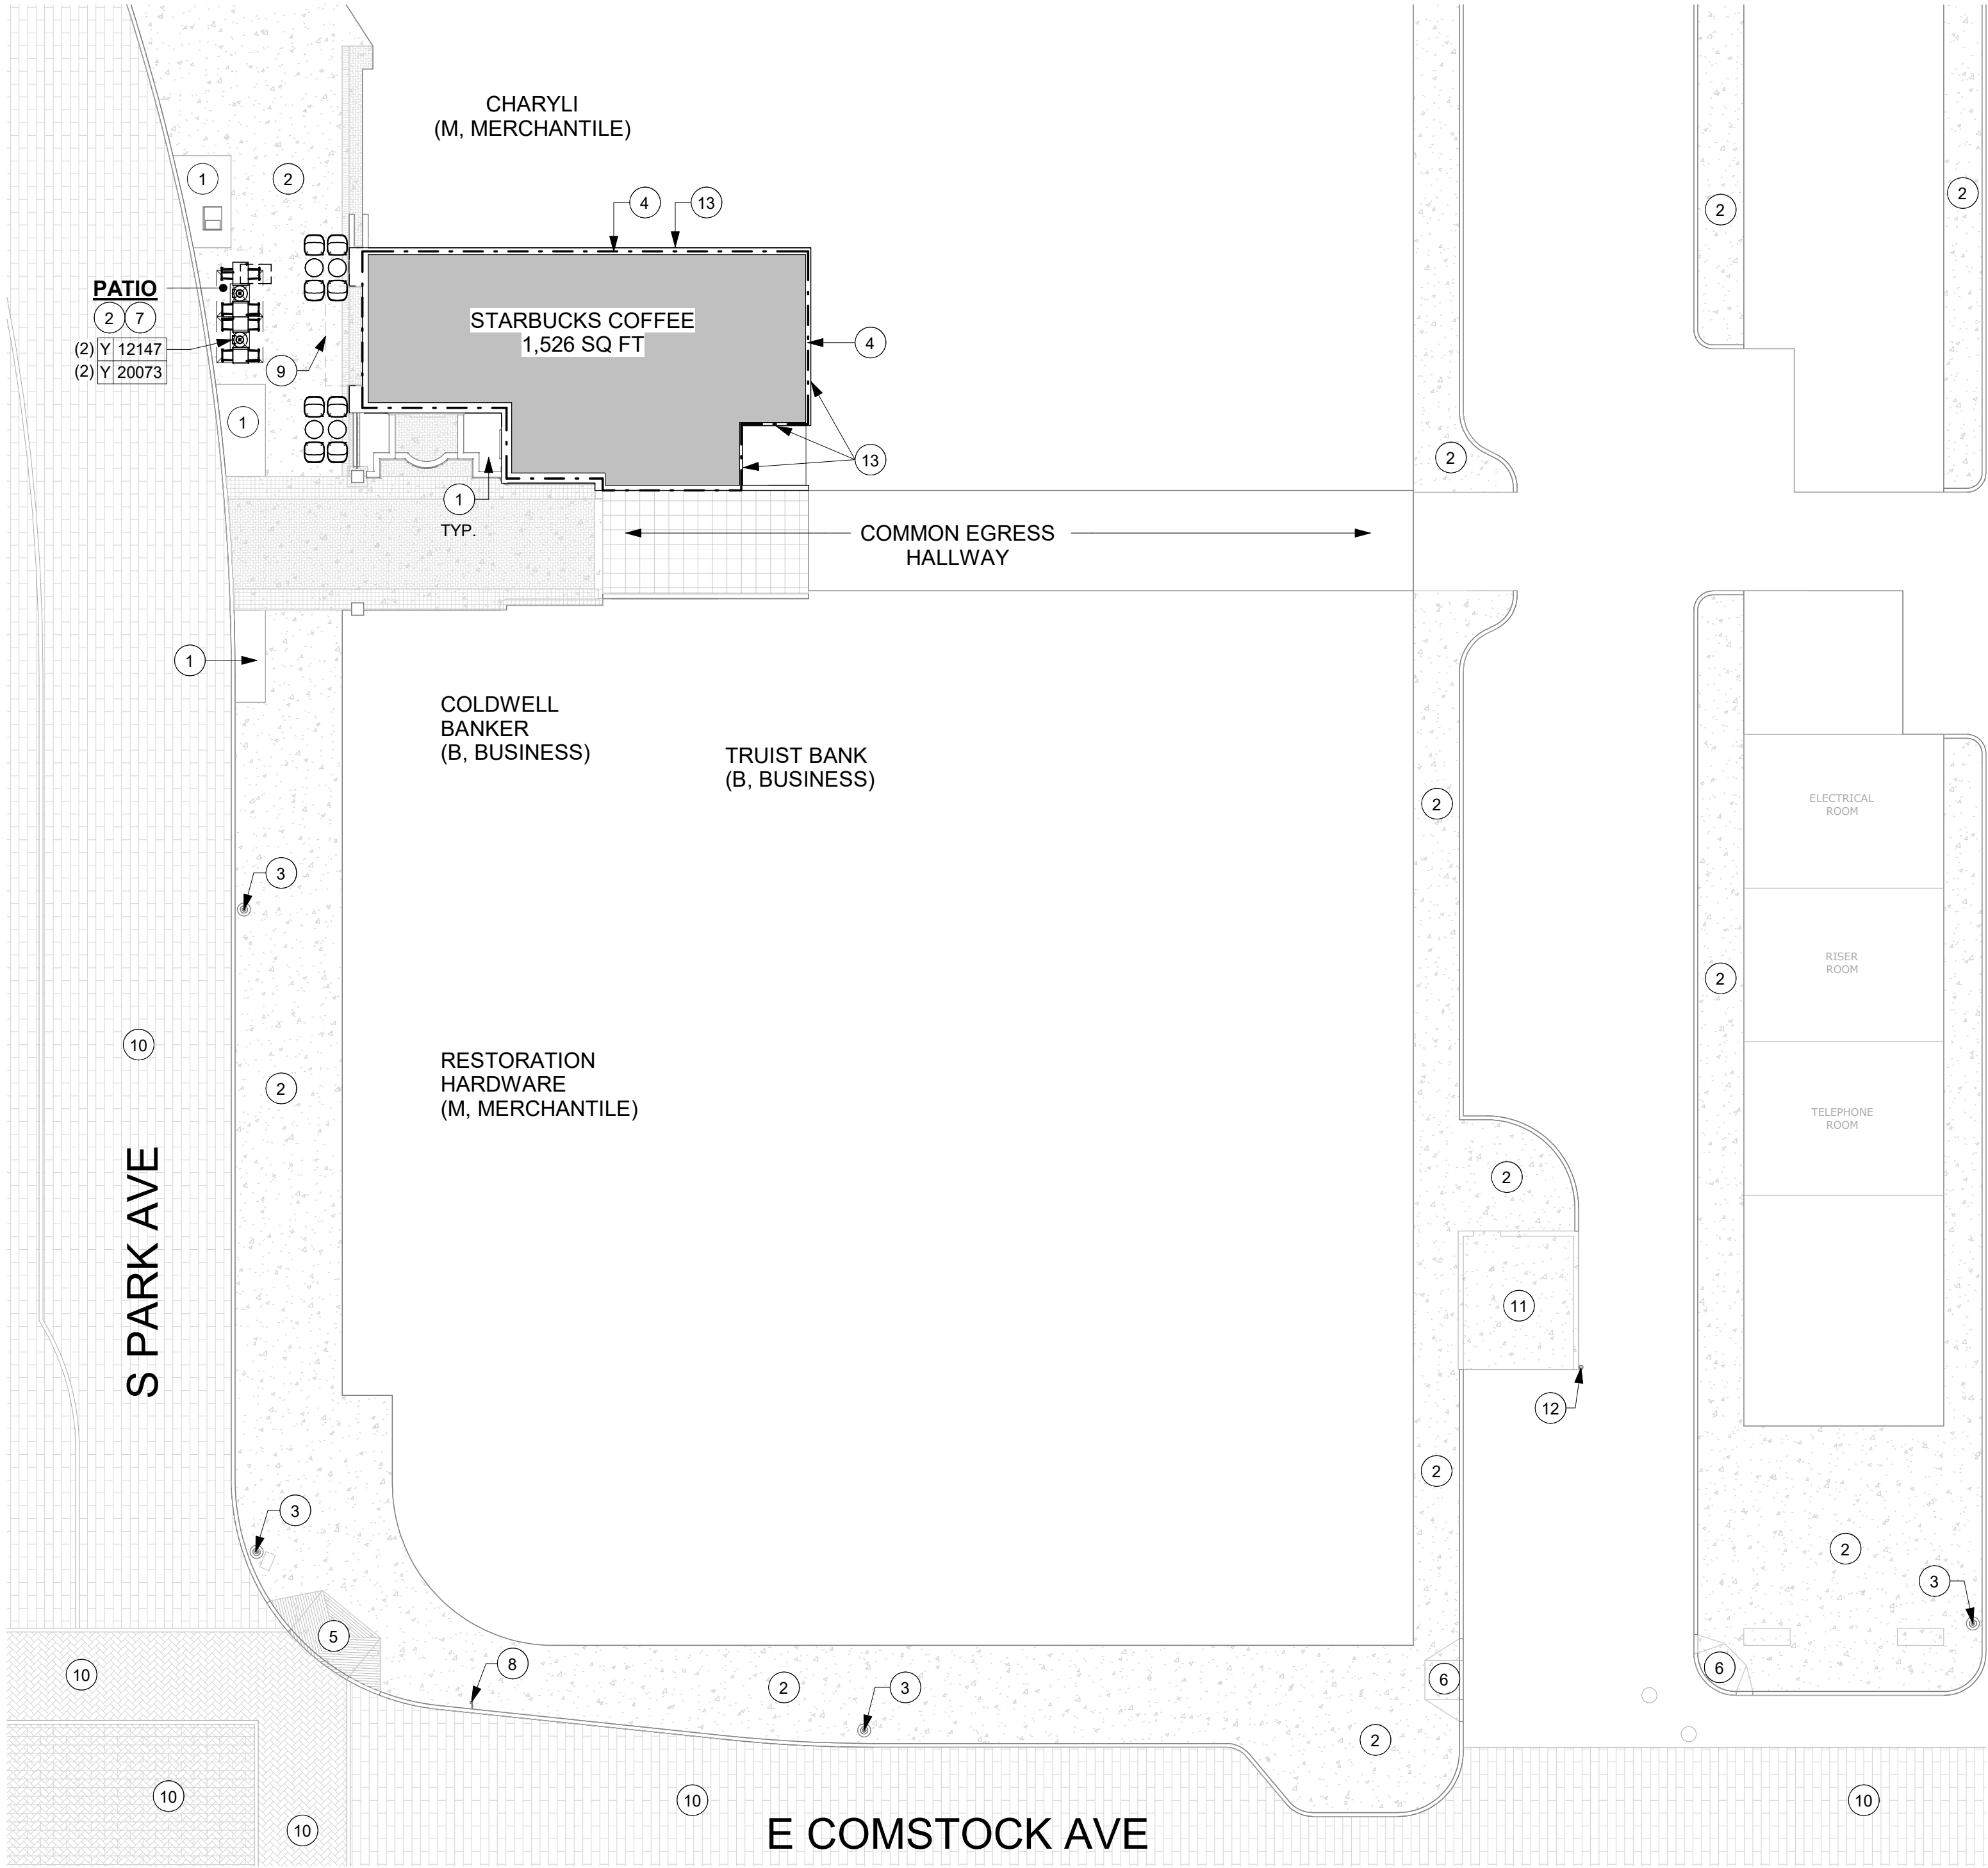 CHARYLI
(M, MERCHANTILE)
1
2
4
13
2
2
PATIO
2 7
(2) Y 12147
(2) Y 20073
9
STARBUCKS COFFEE
1,526 SQ FT
4
1
13
2
1
TYP.
COMMON EGRESS
HALLWAY
1
COLDWELL
BANKER
(B, BUSINESS)
TRUIST BANK
(B, BUSINESS)
2
ELECTRICAL
ROOM
3
RISER
ROOM
2
10
2
RESTORATION
HARDWARE
(M, MERCHANTILE)
TELEPHONE
ROOM
2
S PARK AVE
11
12
2
3
2
3
5
8
2
3
6
6
10
2
10
10
10
10
E COMSTOCK AVE